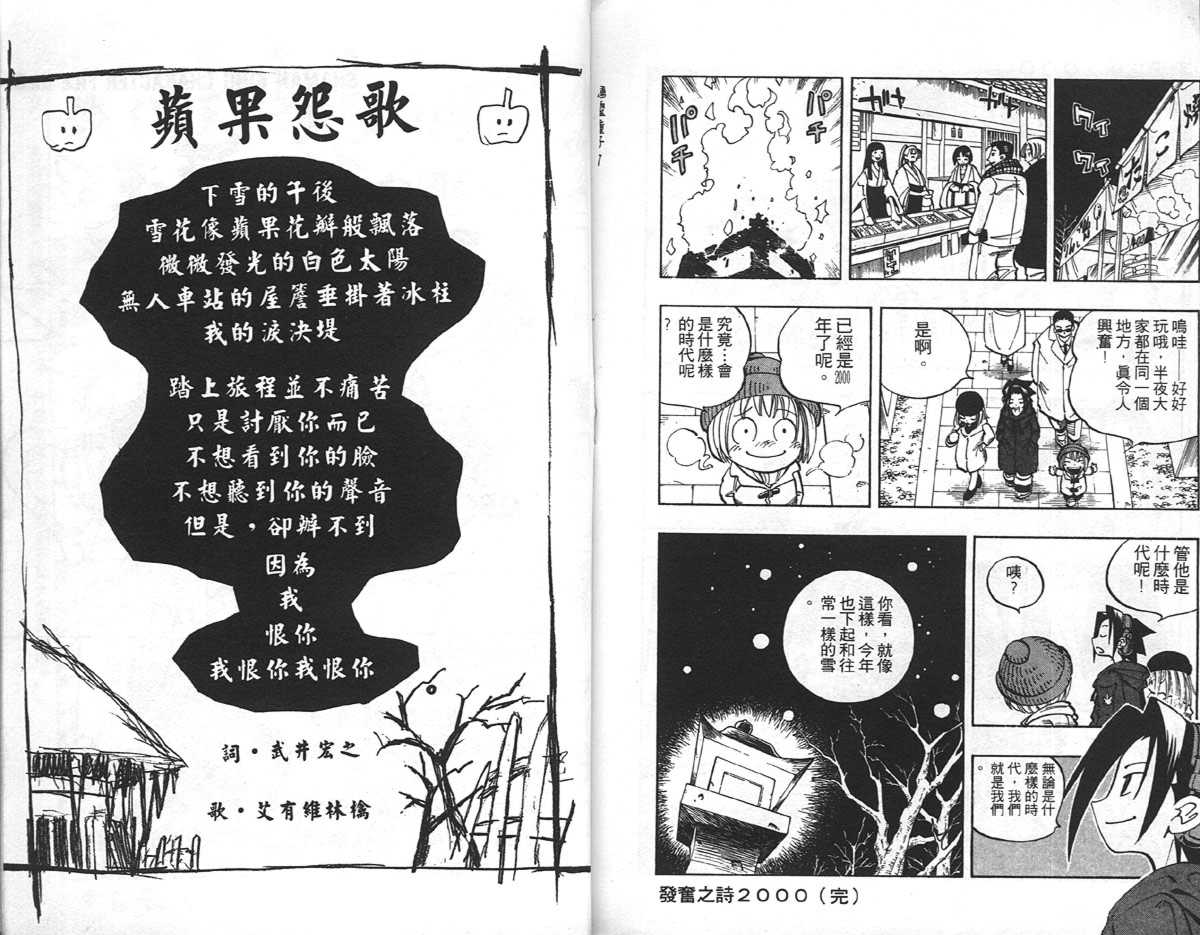 ワイ
ワイ
たこ
焼
ガヤ
ガヤ
パチ
パチ
嗚哇──好好
玩哦，半夜大
家都在同一個
地方，真令人
興奮！
是啊。
已經是2000
年了呢。
究竟…會
是什麼樣
的時代呢
？
管他是
什麼時
代呢！
咦？
無論是什
麼樣的時
代，我們
就是我們
。
你看，就像
這樣，今年
也下起和往
常一樣的雪
。
發奮之詩2000（完）
蘋果怨歌
下雪的午後
雪花像蘋果花瓣般飄落
微微發光的白色太陽
無人車站的屋簷垂掛著冰柱
我的淚決堤
踏上旅程並不痛苦
只是討厭你而已
不想看到你的臉
不想聽到你的聲音
但是，卻辦不到
因為
我
恨你
我恨你我恨你
詞・武井宏之
歌・艾有維林檎